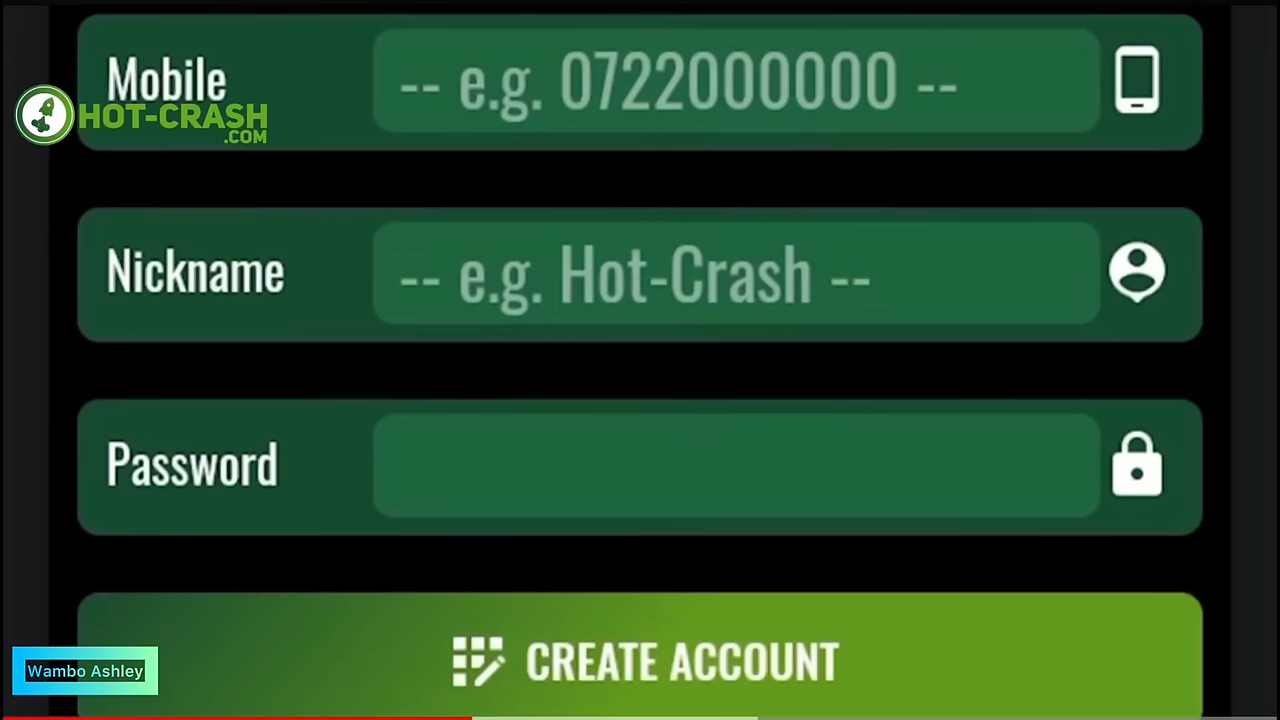 Mobile -- e.g. 0722000000 --
HOT-CRASH
.COM
Nickname -- e.g. Hot-Crash --
Password
CREATE ACCOUNT
Wambo Ashley